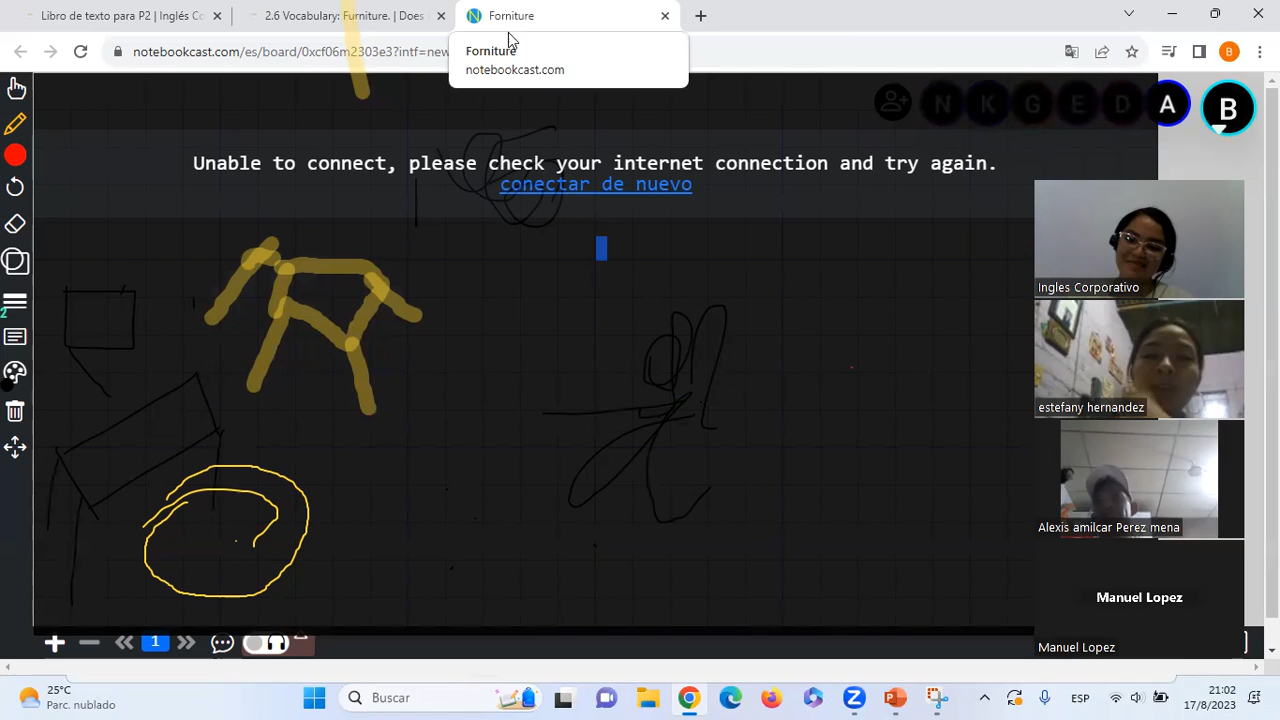 Libro de texto para P2 | Inglés Co
2.6 Vocabulary: Furniture. | Does
Forniture
notebookcast.com/es/board/0xcf06m2303e3?intf=new
B
Forniture
notebookcast.com
N K G E D A B
Unable to connect, please check your internet connection and try again.
conectar de nuevo
2
Ingles Corporativo
estefany hernandez
Alexis amilcar Perez mena
Manuel Lopez
Manuel Lopez
1
25°C
Parc. nublado
Buscar
ESP
21:02
17/8/2023